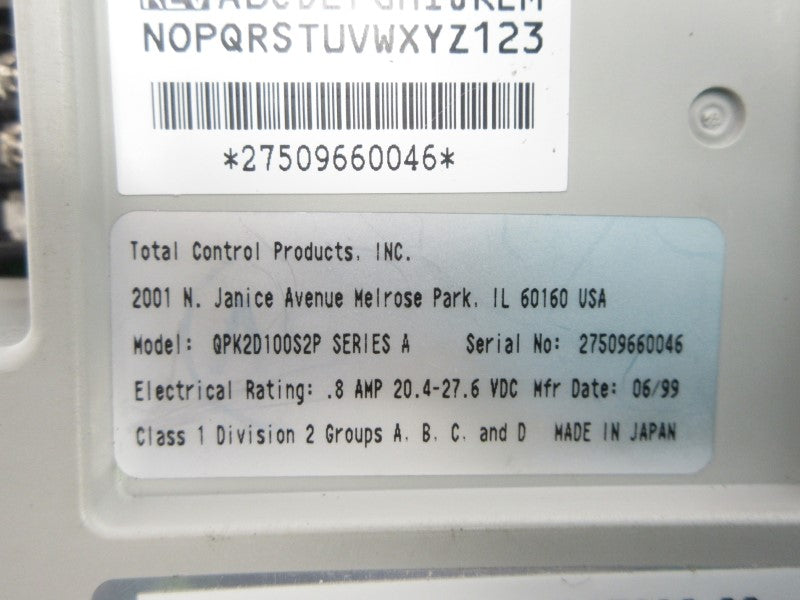 REV ABCDEFGHIJKLM
NOPQRSTUVWXYZ123
*27509660046*
Total Control Products, INC.
2001 N. Janice Avenue Melrose Park, IL 60160 USA
Model: QPK2D100S2P SERIES A Serial No: 27509660046
Electrical Rating: .8 AMP 20.4-27.6 VDC Mfr Date: 06/99
Class 1 Division 2 Groups A, B, C, and D MADE IN JAPAN